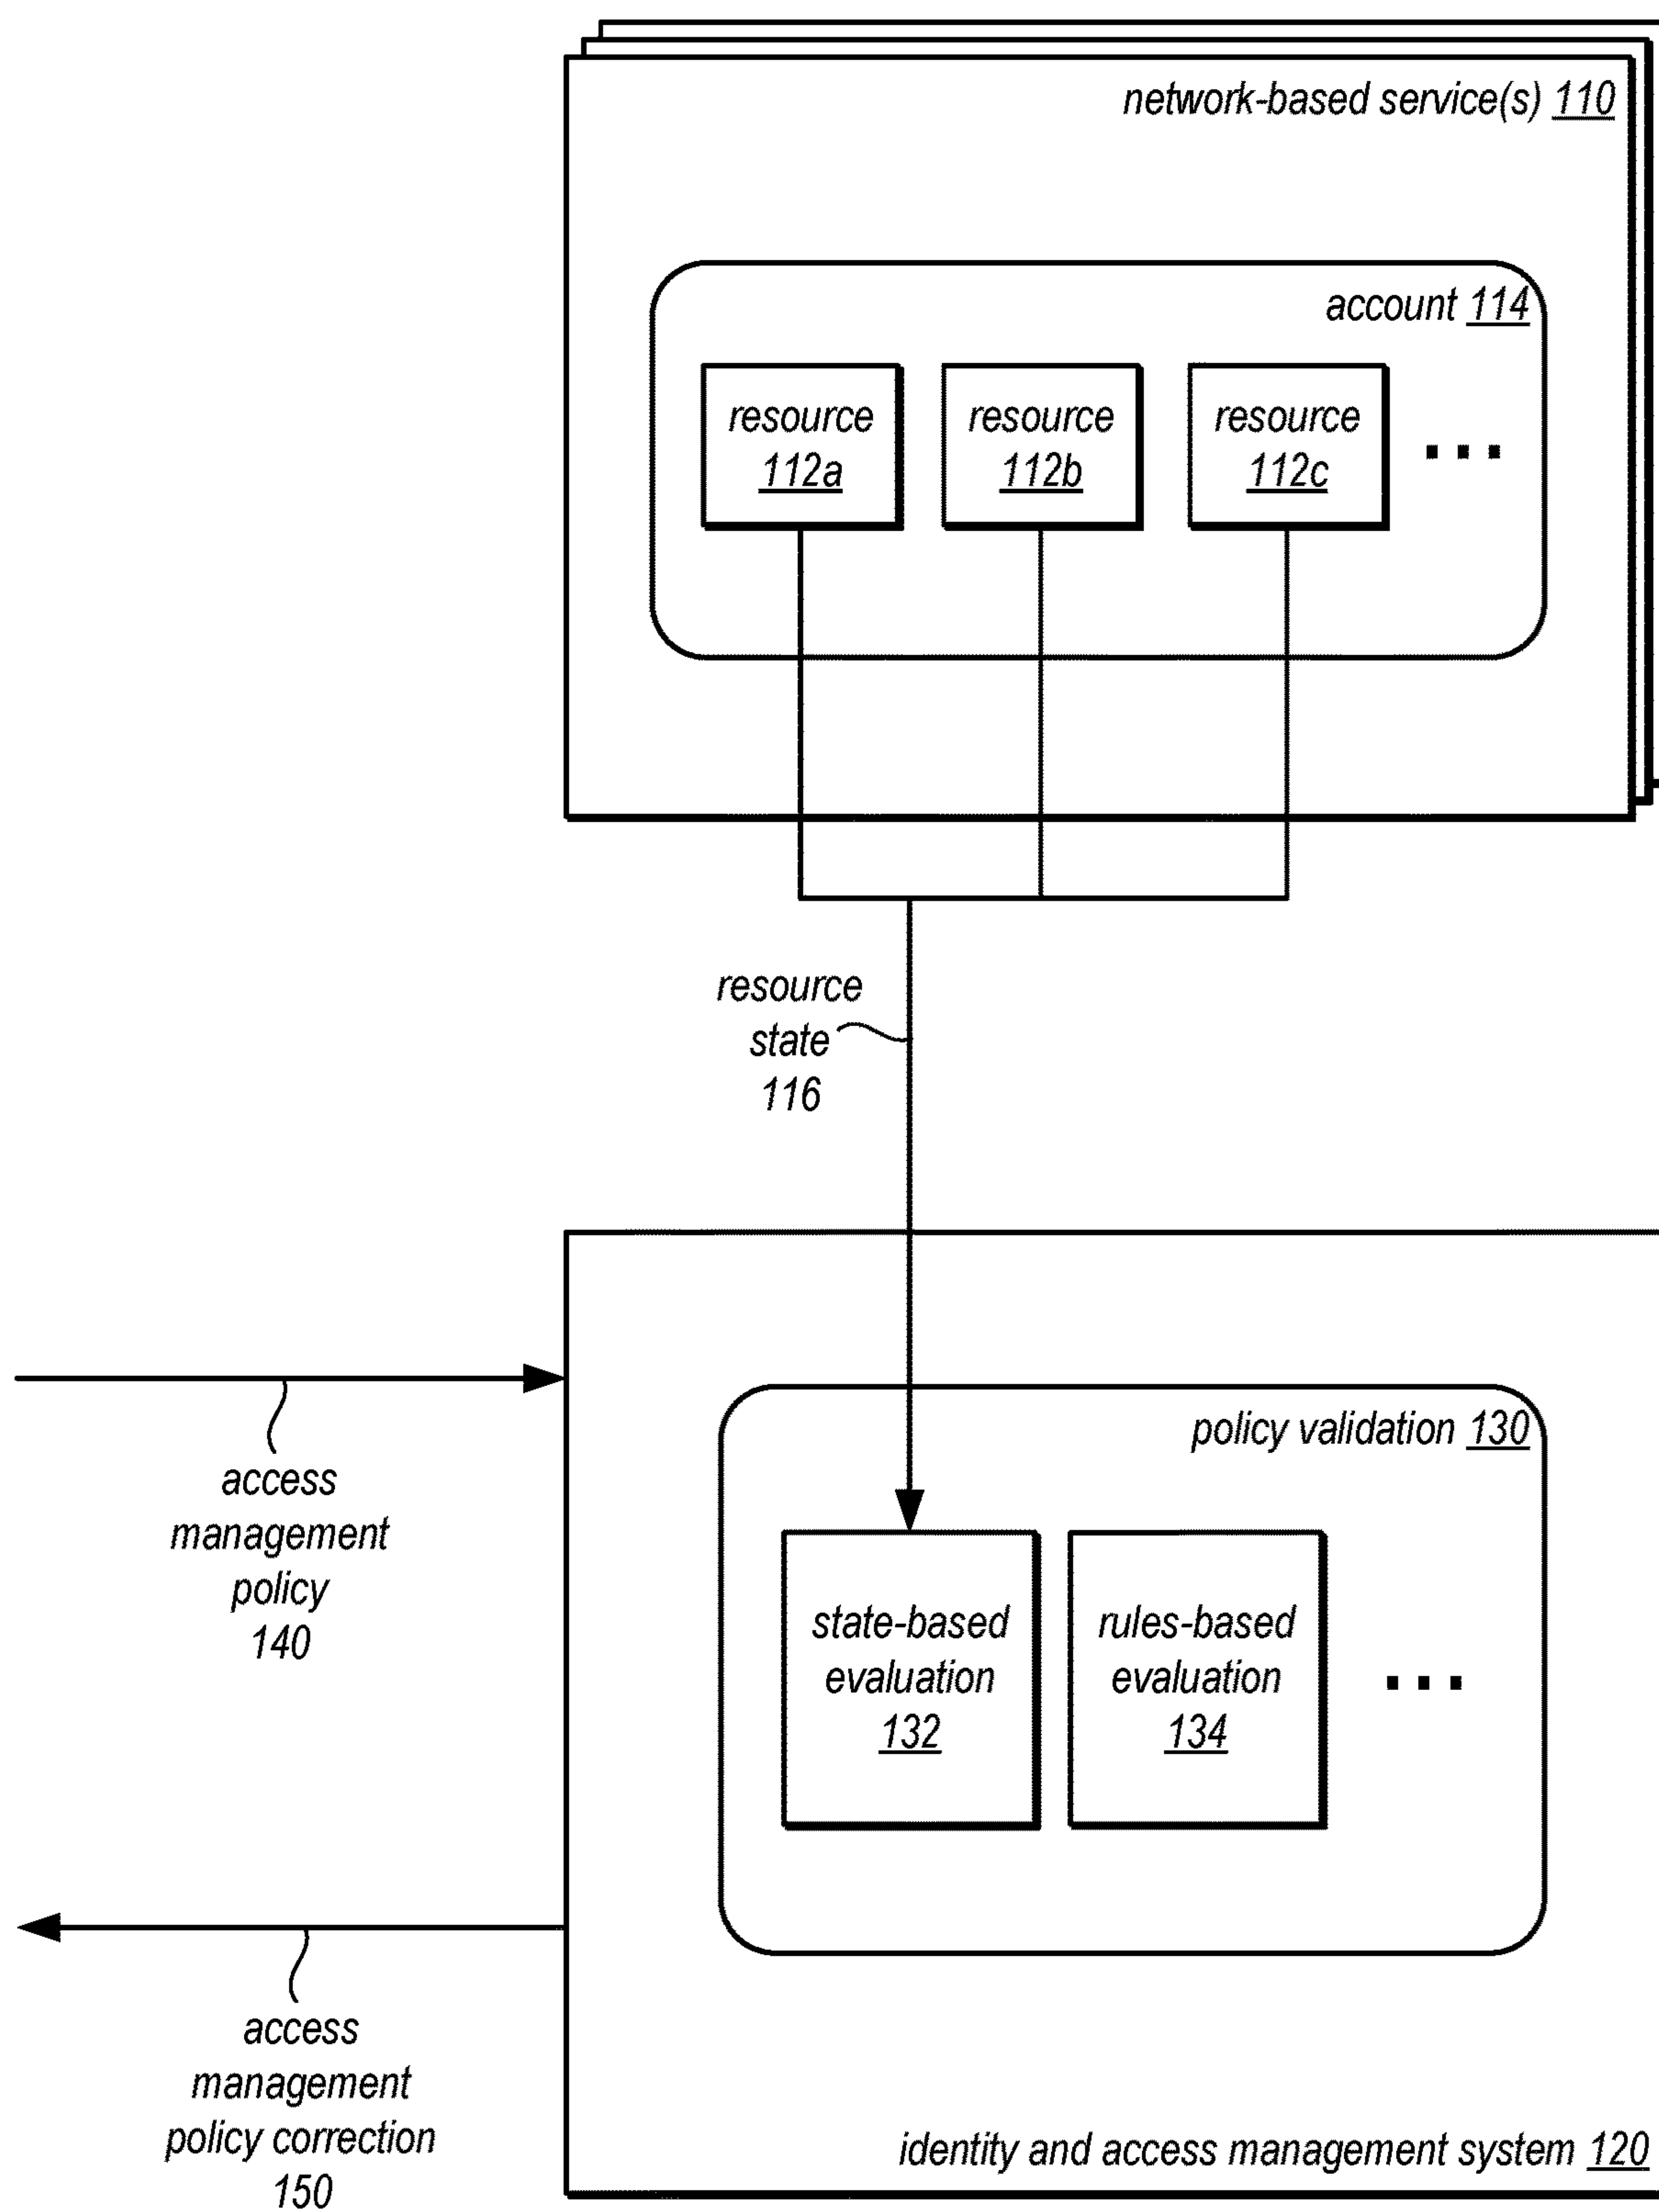 network-based service(s) 110
account 114
resource
112a
resource
112b
resource
112c
resource
state
116
access
management
policy
140
policy validation 130
state-based
evaluation
132
rules-based
evaluation
134
access
management
policy correction
150
identity and access management system 120